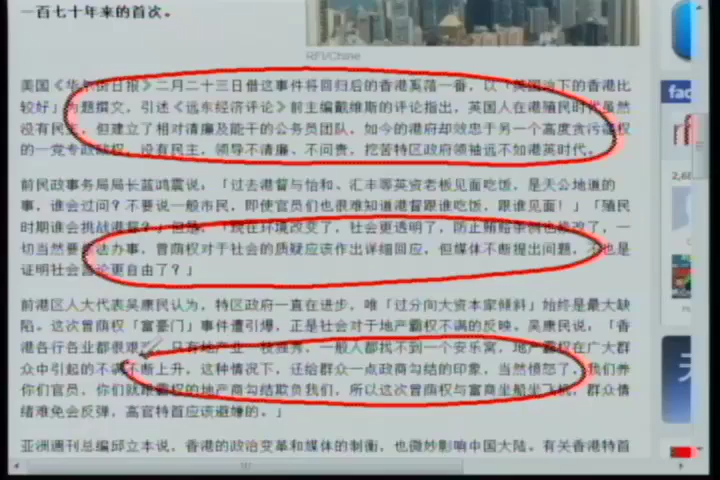 一百七十年来的首次。
RFI/Chine
美国《华尔街日报》二月二十三日借这事件将回归后的香港奚落一番，以「英国治下的香港比
较好」为题撰文，引述《远东经济评论》前主编戴维斯的评论指出，英国人在港殖民时代虽然
没有民主，但建立了相对清廉及能干的公务员团队，如今的港府却效忠于另一个高度贪污霸权
的一党专政政权，没有民主，领导不清廉、不问责，挖苦特区政府领袖远不如港英时代。
前民政事务局局长蓝鸿震说，「过去港督与怡和、汇丰等英资老板见面吃饭，是天公地道的
事，谁会过问？不要说一般市民，即使官员们也很难知道港督跟谁吃饭，跟谁见面！」「殖民
时期谁会挑战港督？」但是，「现在环境改变了，社会更透明了，防止贿赂条例也修改了，一
切当然要依法办事，曾荫权对于社会的质疑应该作出详细回应，但媒体不断提出问题，不也是
证明社会言论更自由了？」
前港区人大代表吴康民认为，特区政府一直在进步，唯「过分向大资本家倾斜」始终是最大缺
陷。这次曾荫权「富豪门」事件遭引爆，正是社会对于地产霸权不满的反映。吴康民说，「香
港各行各业都很艰，只有地产业一枝独秀，一般人都找不到一个安乐窝，地产霸权在广大群
众中引起的不满不断上升，这种情况下，还给群众一点政商勾结的印象，当然愤怒了，我们养
你们官员，你们就跟霸权的地产商勾结欺负我们，所以这次曾荫权与富商坐船坐飞机，群众情
绪难免会反弹，高官特首应该避嫌的。」
亚洲週刊总编邱立本说，香港的政治变革和媒体的制衡，也微妙影响中国大陆。有关香港特首
fac
2,68